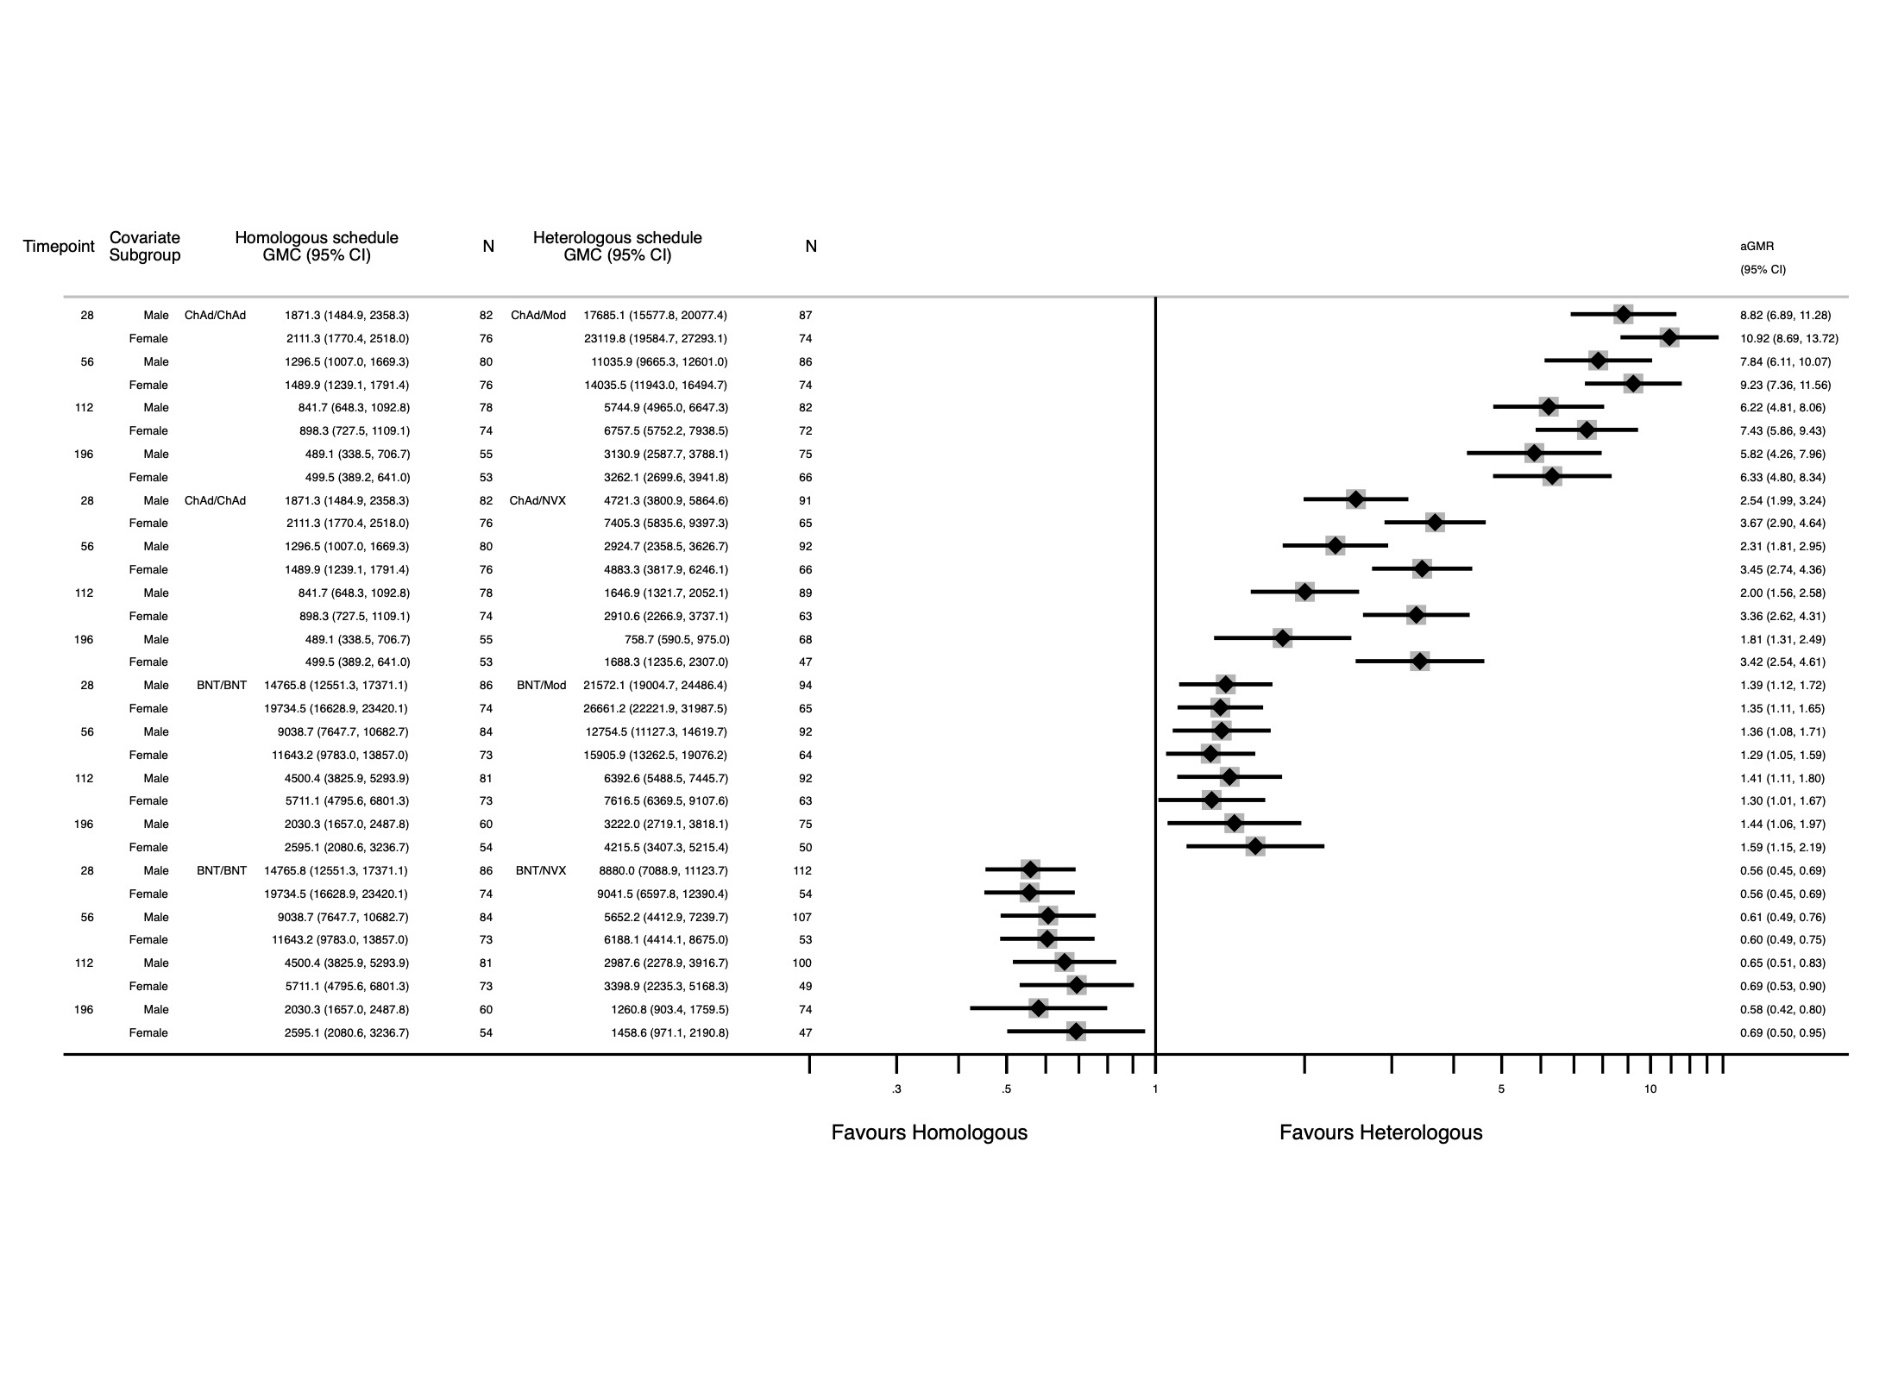 Timepoint Covariate Subgroup Homologous schedule GMC (95% CI) N Heterologous schedule GMC (95% CI) N aGMR (95% CI)
28 Male ChAd/ChAd 1871.3 (1484.9, 2358.3) 82 ChAd/Mod 17685.1 (15577.8, 20077.4) 87 8.82 (6.89, 11.28)
Female 2111.3 (1770.4, 2518.0) 76 23119.8 (19584.7, 27293.1) 74 10.92 (8.69, 13.72)
56 Male 1296.5 (1007.0, 1669.3) 80 11035.9 (9665.3, 12601.0) 86 7.84 (6.11, 10.07)
Female 1489.9 (1239.1, 1791.4) 76 14035.5 (11943.0, 16494.7) 74 9.23 (7.36, 11.56)
112 Male 841.7 (648.3, 1092.8) 78 5744.9 (4965.0, 6647.3) 82 6.22 (4.81, 8.06)
Female 898.3 (727.5, 1109.1) 74 6757.5 (5752.2, 7938.5) 72 7.43 (5.86, 9.43)
196 Male 489.1 (338.5, 706.7) 55 3130.9 (2587.7, 3788.1) 75 5.82 (4.26, 7.96)
Female 499.5 (389.2, 641.0) 53 3262.1 (2699.6, 3941.8) 66 6.33 (4.80, 8.34)
28 Male ChAd/ChAd 1871.3 (1484.9, 2358.3) 82 ChAd/NVX 4721.3 (3800.9, 5864.6) 91 2.54 (1.99, 3.24)
Female 2111.3 (1770.4, 2518.0) 76 7405.3 (5835.6, 9397.3) 65 3.67 (2.90, 4.64)
56 Male 1296.5 (1007.0, 1669.3) 80 2924.7 (2358.5, 3626.7) 92 2.31 (1.81, 2.95)
Female 1489.9 (1239.1, 1791.4) 76 4883.3 (3817.9, 6246.1) 66 3.45 (2.74, 4.36)
112 Male 841.7 (648.3, 1092.8) 78 1646.9 (1321.7, 2052.1) 89 2.00 (1.56, 2.58)
Female 898.3 (727.5, 1109.1) 74 2910.6 (2266.9, 3737.1) 63 3.36 (2.62, 4.31)
196 Male 489.1 (338.5, 706.7) 55 758.7 (590.5, 975.0) 68 1.81 (1.31, 2.49)
Female 499.5 (389.2, 641.0) 53 1688.3 (1235.6, 2307.0) 47 3.42 (2.54, 4.61)
28 Male BNT/BNT 14765.8 (12551.3, 17371.1) 86 BNT/Mod 21572.1 (19004.7, 24486.4) 94 1.39 (1.12, 1.72)
Female 19734.5 (16628.9, 23420.1) 74 26661.2 (22221.9, 31987.5) 65 1.35 (1.11, 1.65)
56 Male 9038.7 (7647.7, 10682.7) 84 12754.5 (11127.3, 14619.7) 92 1.36 (1.08, 1.71)
Female 11643.2 (9783.0, 13857.0) 73 15905.9 (13262.5, 19076.2) 64 1.29 (1.05, 1.59)
112 Male 4500.4 (3825.9, 5293.9) 81 6392.6 (5488.5, 7445.7) 92 1.41 (1.11, 1.80)
Female 5711.1 (4795.6, 6801.3) 73 7616.5 (6369.5, 9107.6) 63 1.30 (1.01, 1.67)
196 Male 2030.3 (1657.0, 2487.8) 60 3222.0 (2719.1, 3818.1) 75 1.44 (1.06, 1.97)
Female 2595.1 (2080.6, 3236.7) 54 4215.5 (3407.3, 5215.4) 50 1.59 (1.15, 2.19)
28 Male BNT/BNT 14765.8 (12551.3, 17371.1) 86 BNT/NVX 8880.0 (7088.9, 11123.7) 112 0.56 (0.45, 0.69)
Female 19734.5 (16628.9, 23420.1) 74 9041.5 (6597.8, 12390.4) 54 0.56 (0.45, 0.69)
56 Male 9038.7 (7647.7, 10682.7) 84 5652.2 (4412.9, 7239.7) 107 0.61 (0.49, 0.76)
Female 11643.2 (9783.0, 13857.0) 73 6188.1 (4414.1, 8675.0) 53 0.60 (0.49, 0.75)
112 Male 4500.4 (3825.9, 5293.9) 81 2987.6 (2278.9, 3916.7) 100 0.65 (0.51, 0.83)
Female 5711.1 (4795.6, 6801.3) 73 3398.9 (2235.3, 5168.3) 49 0.69 (0.53, 0.90)
196 Male 2030.3 (1657.0, 2487.8) 60 1260.8 (903.4, 1759.5) 74 0.58 (0.42, 0.80)
Female 2595.1 (2080.6, 3236.7) 54 1458.6 (971.1, 2190.8) 47 0.69 (0.50, 0.95)
.3 .5 1 5 10
Favours Homologous Favours Heterologous